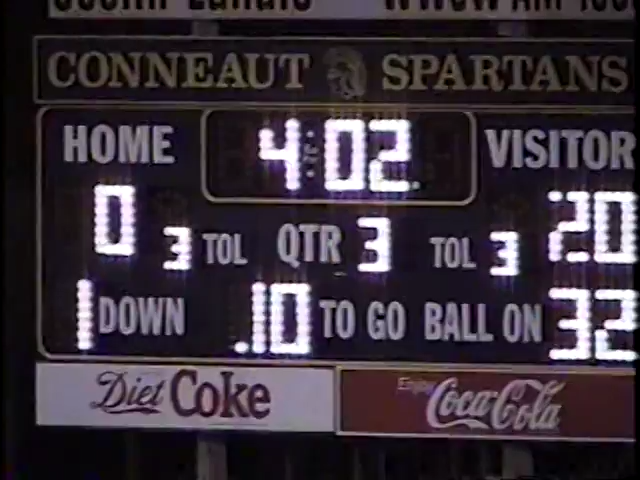 CONNEAUT SPARTANS
HOME 4:02 VISITOR
0 3 TOL QTR 3 TOL 3 20
1 DOWN 10 TO GO BALL ON 32
Diet Coke Enjoy Coca-Cola